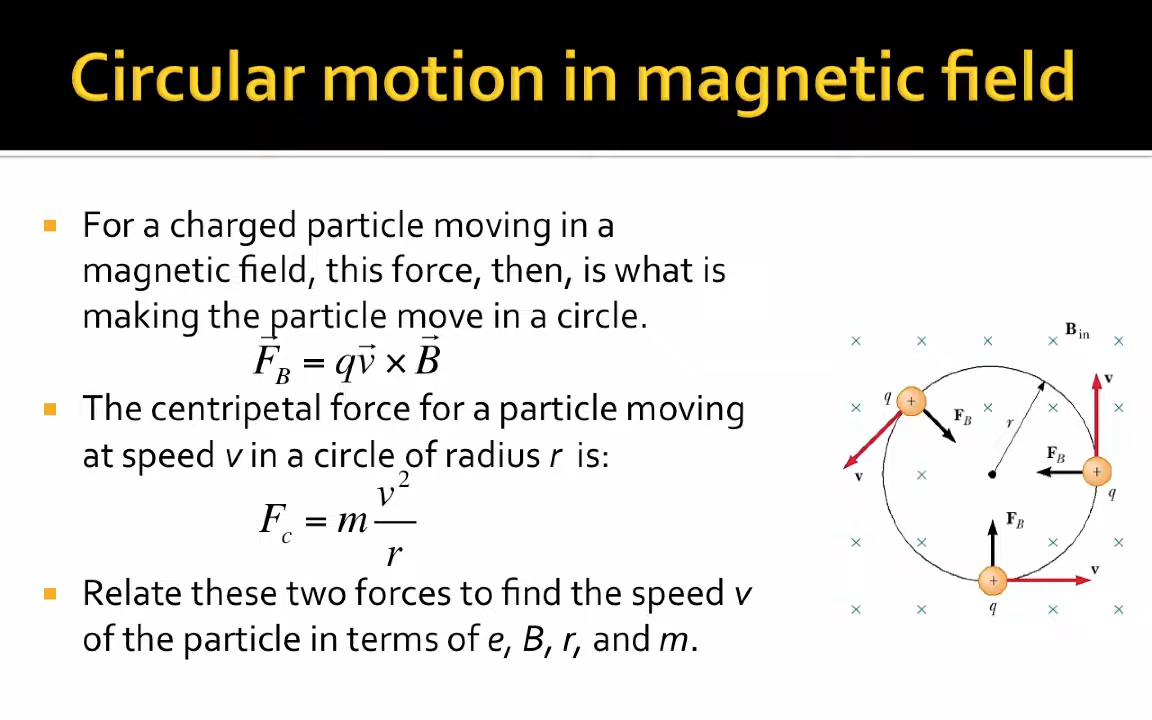 Circular motion in magnetic field
For a charged particle moving in a
magnetic field, this force, then, is what is
making the particle move in a circle.
F⃗_B = qv⃗ × B⃗
The centripetal force for a particle moving
at speed v in a circle of radius r is:
F_c = m v²/r
Relate these two forces to find the speed v
of the particle in terms of e, B, r, and m.
B_in
v
q +
F_B
r
v
F_B
+
q
F_B
v
+
q